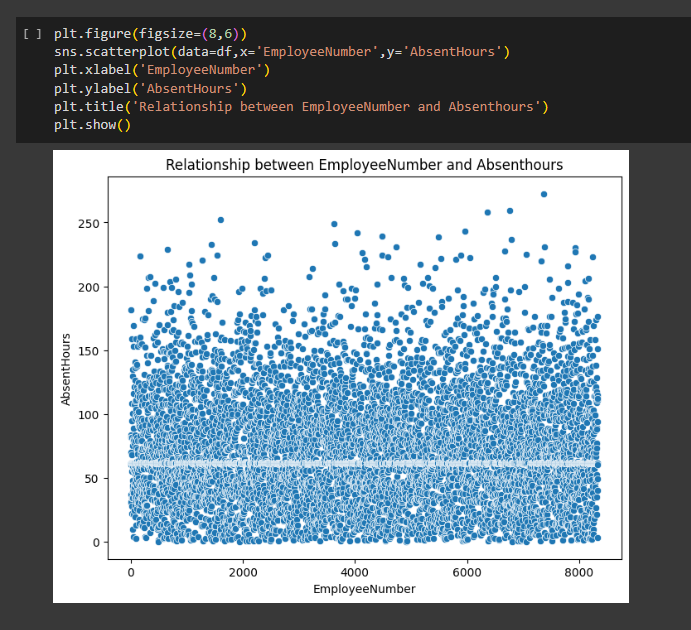 [ ] plt.figure(figsize=(8,6))
sns.scatterplot(data=df,x='EmployeeNumber',y='AbsentHours')
plt.xlabel('EmployeeNumber')
plt.ylabel('AbsentHours')
plt.title('Relationship between EmployeeNumber and Absenthours')
plt.show()
Relationship between EmployeeNumber and Absenthours
AbsentHours
250
200
150
100
50
0
0 2000 4000 6000 8000
EmployeeNumber